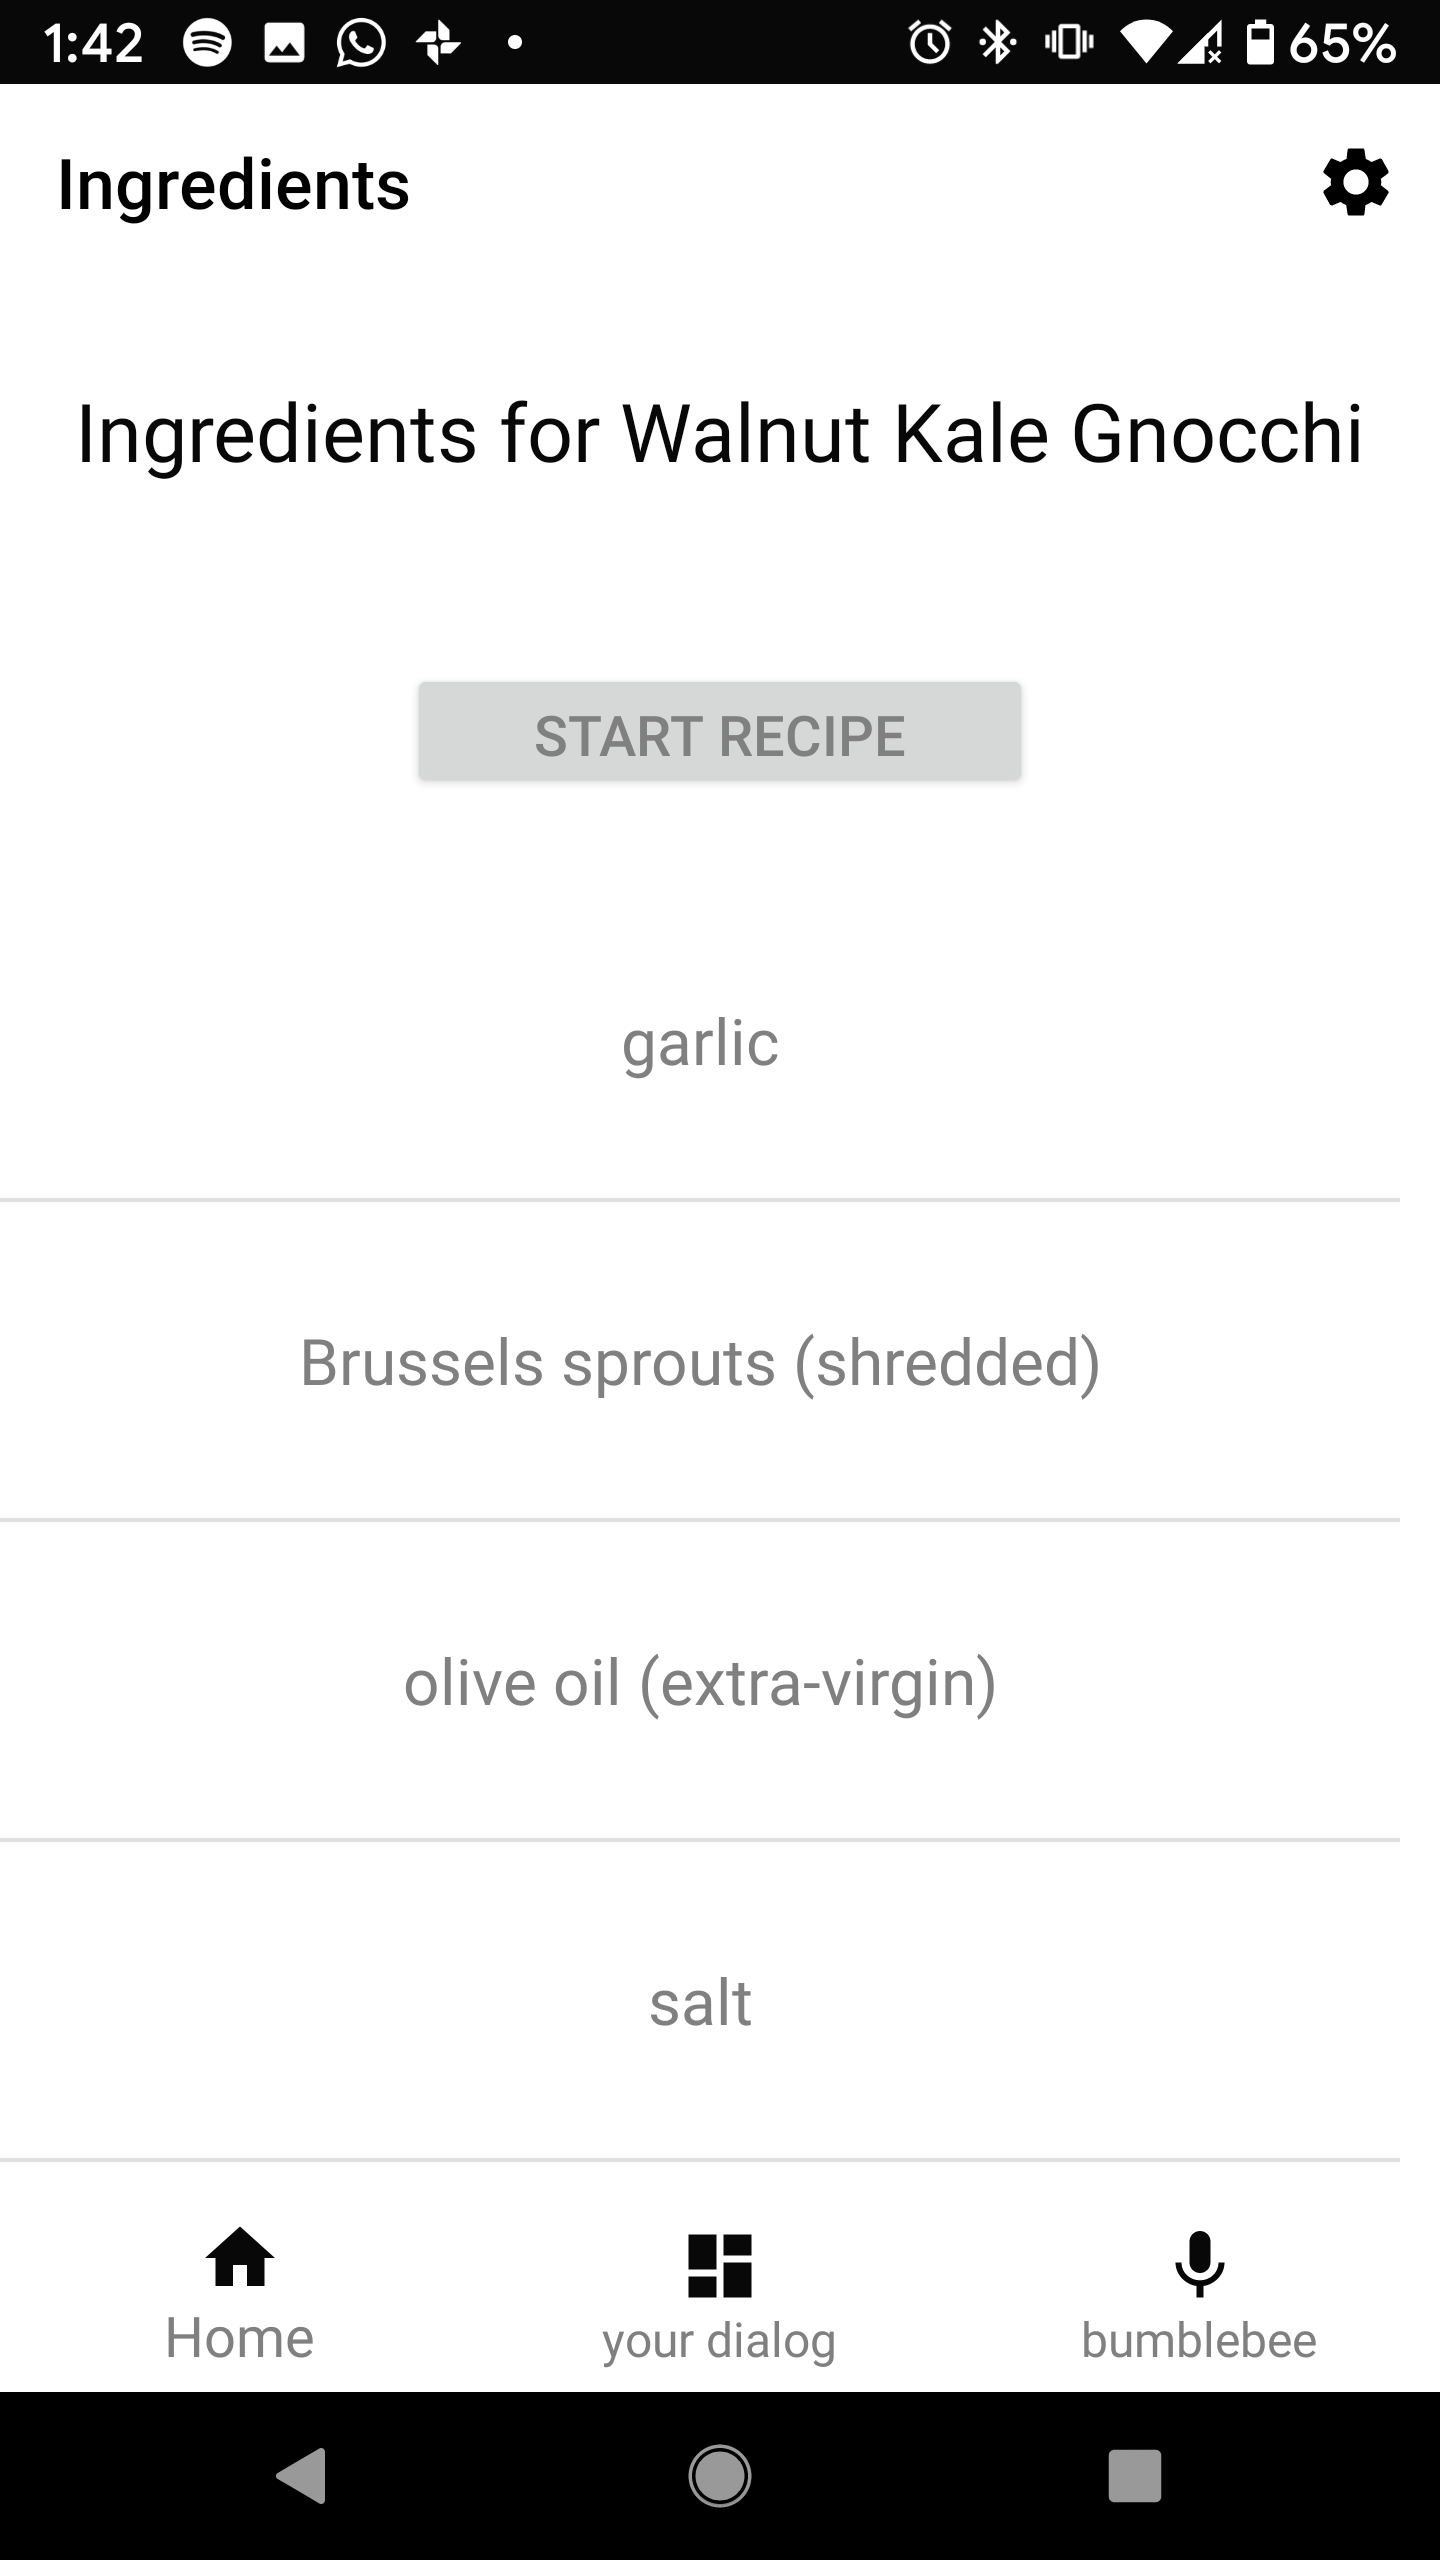 1:42 65%
Ingredients
Ingredients for Walnut Kale Gnocchi
START RECIPE
garlic
Brussels sprouts (shredded)
olive oil (extra-virgin)
salt
Home your dialog bumblebee